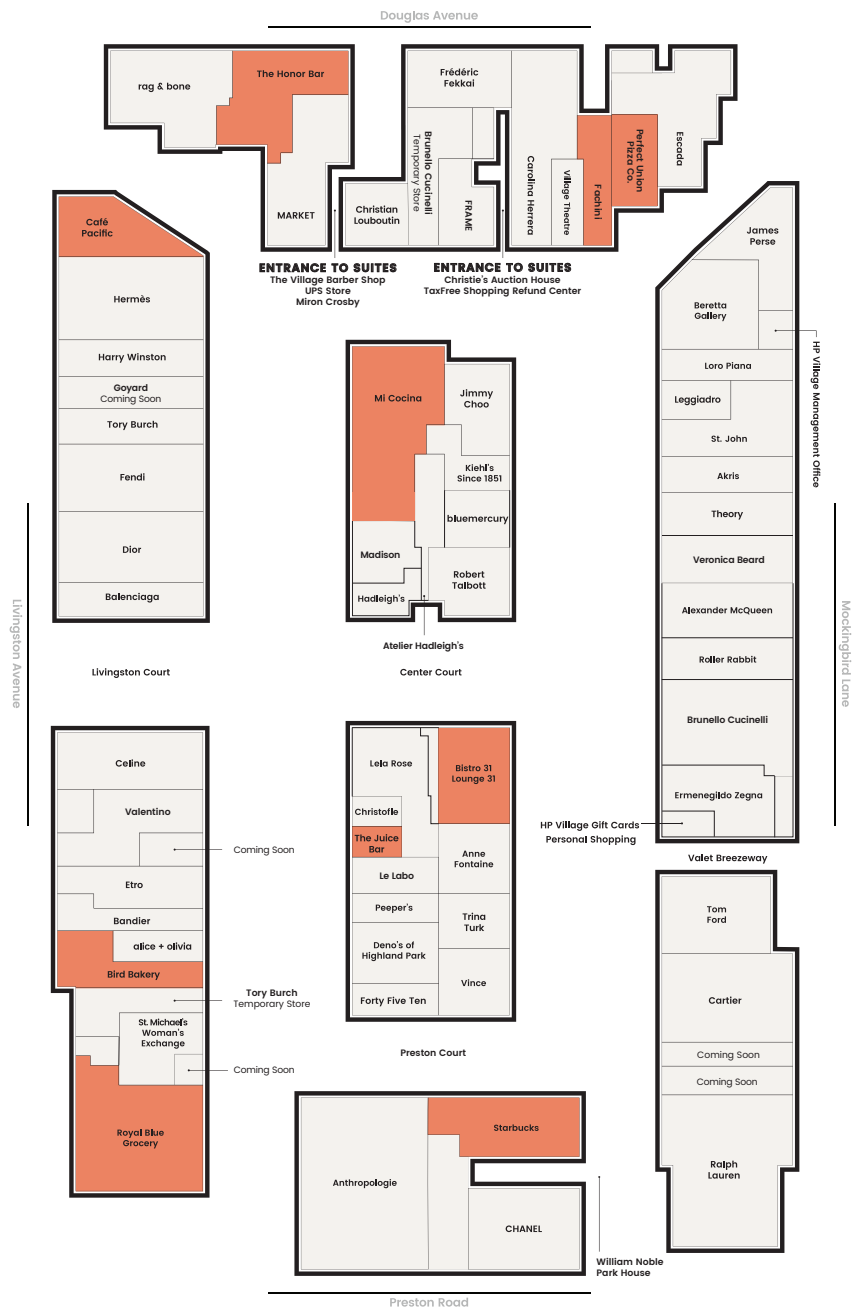 Douglas Avenue
rag & bone
The Honor Bar
MARKET
Frédéric
Fekkai
Christian
Louboutin
Brunello Cucinelli
Temporary Store
FRAME
Carolina Herrera
Village Theatre
Fachini
Perfect Union
Pizza Co.
Escada
ENTRANCE TO SUITES
The Village Barber Shop
UPS Store
Miron Crosby
ENTRANCE TO SUITES
Christie's Auction House
TaxFree Shopping Refund Center
Café
Pacific
Hermès
Harry Winston
Goyard
Coming Soon
Tory Burch
Fendi
Dior
Balenciaga
Livingston Court
Livingston Avenue
Mi Cocina
Jimmy
Choo
Kiehl's
Since 1851
bluemercury
Madison
Robert
Talbott
Hadleigh's
Atelier Hadleigh's
Center Court
James
Perse
Beretta
Gallery
HP Village Management Office
Loro Piana
Leggiadro
St. John
Akris
Theory
Veronica Beard
Alexander McQueen
Roller Rabbit
Brunello Cucinelli
Ermenegildo Zegna
HP Village Gift Cards
Personal Shopping
Valet Breezeway
Mockingbird Lane
Celine
Valentino
Coming Soon
Etro
Bandier
alice + olivia
Bird Bakery
Tory Burch
Temporary Store
St. Michael's
Woman's
Exchange
Coming Soon
Royal Blue
Grocery
Lela Rose
Bistro 31
Lounge 31
Christofle
The Juice
Bar
Anne
Fontaine
Le Labo
Peeper's
Trina
Turk
Deno's of
Highland Park
Vince
Forty Five Ten
Preston Court
Tom
Ford
Cartier
Coming Soon
Coming Soon
Ralph
Lauren
Starbucks
Anthropologie
CHANEL
William Noble
Park House
Preston Road